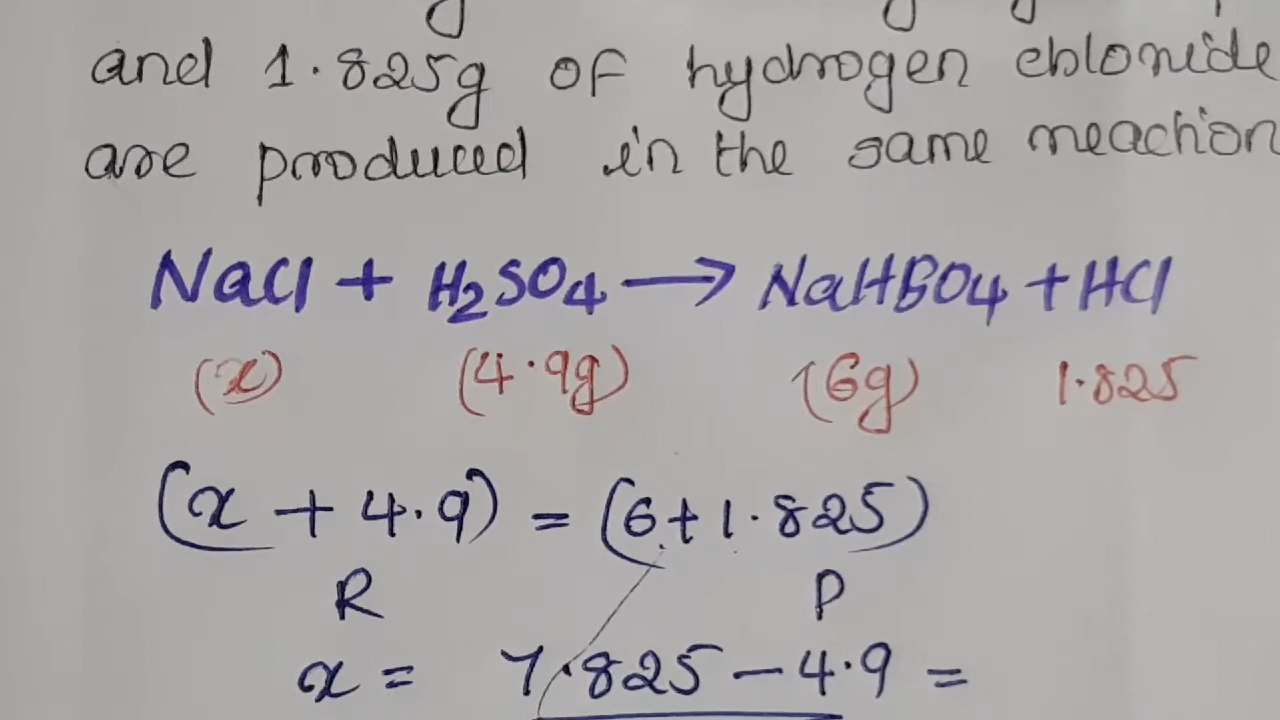 and 1.825g of hydrogen chloride
are produced in the same reaction
NaCl + H2SO4 → NaHSO4 + HCl
(x) (4.9g) (6g) 1.825
(x + 4.9) = (6 + 1.825)
R P
x = 7.825 - 4.9 =